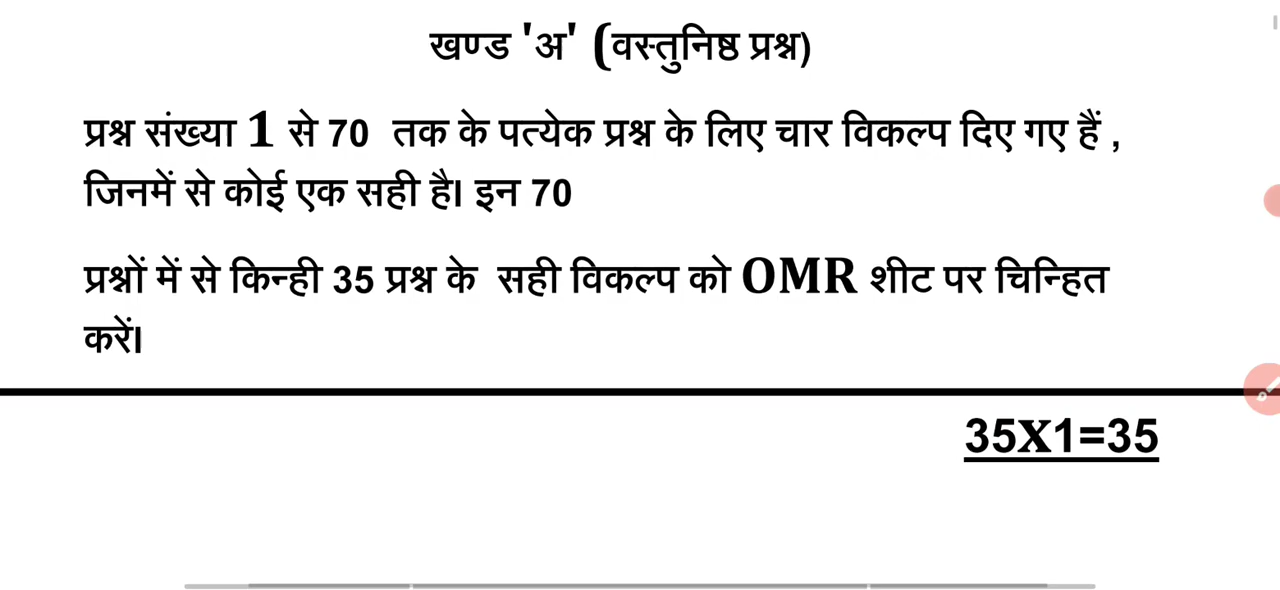 खण्ड 'अ' (वस्तुनिष्ठ प्रश्न)
प्रश्न संख्या 1 से 70 तक के पत्येक प्रश्न के लिए चार विकल्प दिए गए हैं ,
जिनमें से कोई एक सही है। इन 70
प्रश्नों में से किन्ही 35 प्रश्न के सही विकल्प को OMR शीट पर चिन्हित
करें।
35X1=35